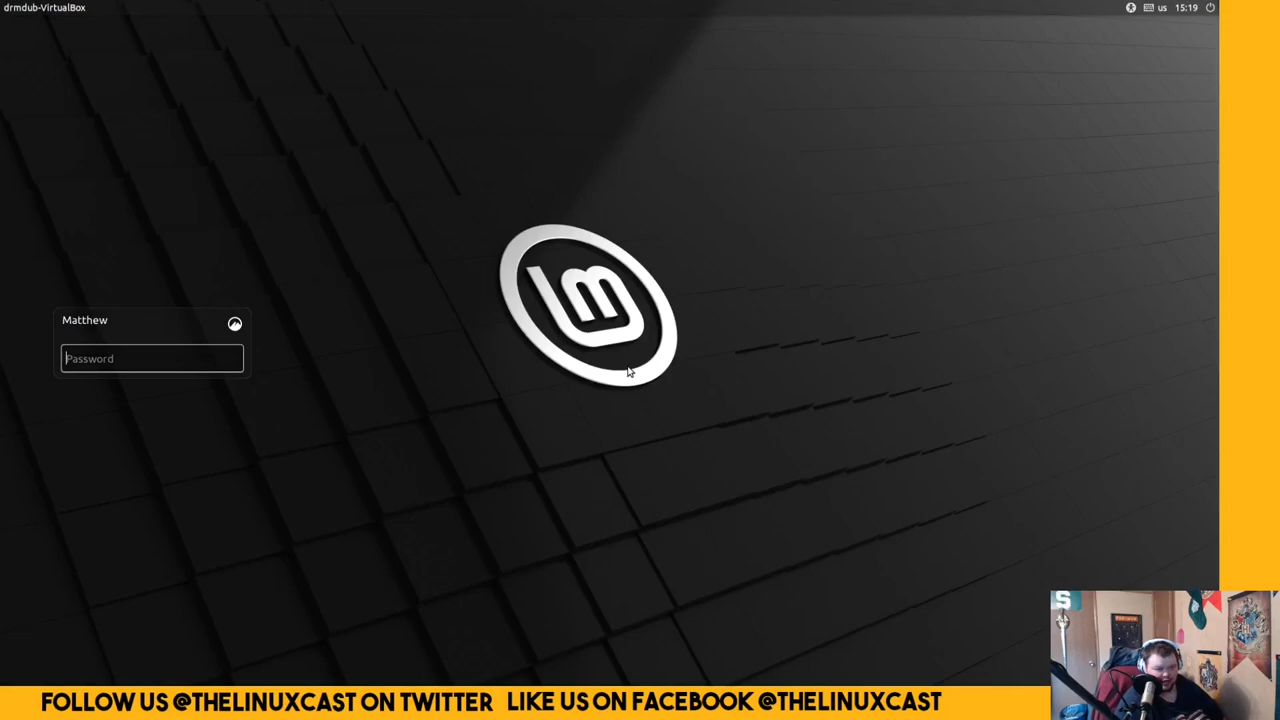 drmdub-VirtualBox
us 15:19
Matthew
Password
FOLLOW US @THELINUXCAST ON TWITTER LIKE US ON FACEBOOK @THELINUXCAST